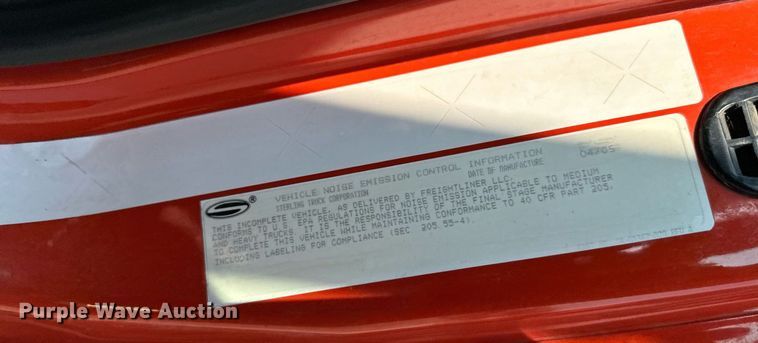 VEHICLE NOISE EMISSION CONTROL INFORMATION
STERLING TRUCK CORPORATION
04/05
DATE OF MANUFACTURE
THIS INCOMPLETE VEHICLE, AS DELIVERED BY FREIGHTLINER LLC,
CONFORMS TO U.S. EPA REGULATIONS FOR NOISE EMISSION APPLICABLE TO MEDIUM
AND HEAVY TRUCKS. IT IS THE RESPONSIBILITY OF THE FINAL STAGE MANUFACTURER
TO COMPLETE THIS VEHICLE WHILE MAINTAINING CONFORMANCE TO 40 CFR PART 205,
INCLUDING LABELING FOR COMPLIANCE (SEC 205.55-4).
Purple Wave Auction